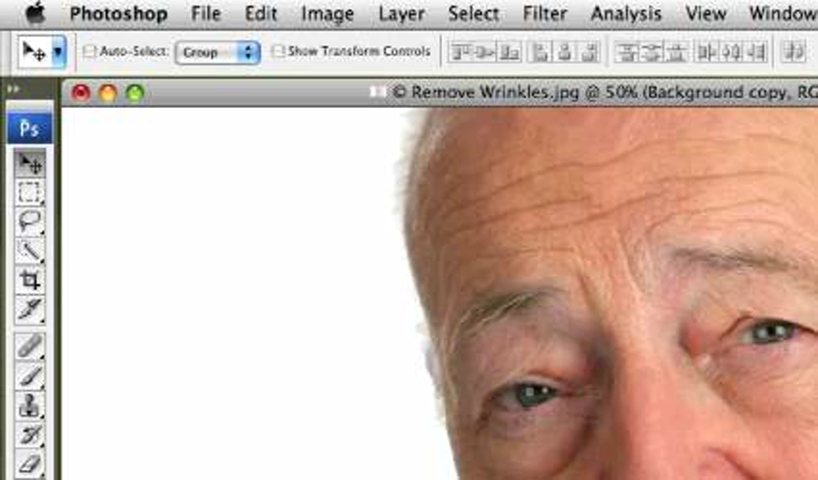 Photoshop File Edit Image Layer Select Filter Analysis View Window
Auto-Select: Group Show Transform Controls
© Remove Wrinkles.jpg @ 50% (Background copy, RG
Ps